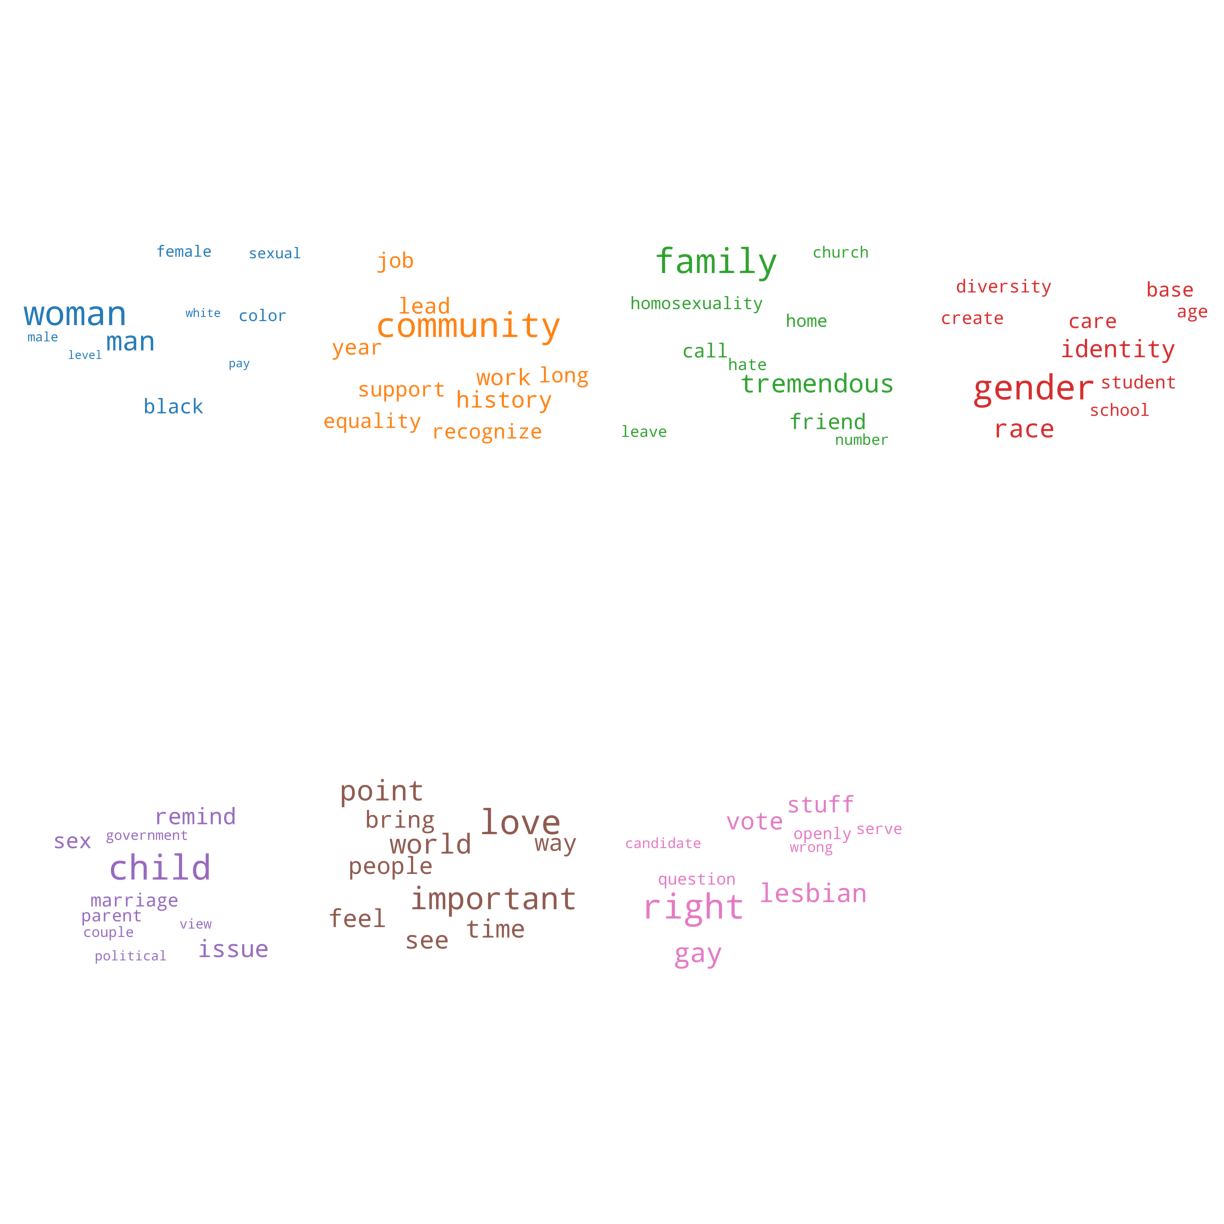 female
sexual
woman
white
color
male
man
level
pay
black
job
lead
community
year
work
long
support
history
equality
recognize
family
church
homosexuality
home
call
hate
tremendous
friend
leave
number
diversity
base
create
age
care
identity
gender
student
school
race
remind
sex
government
child
marriage
parent
view
couple
issue
political
point
bring
love
world
way
people
important
feel
time
see
stuff
vote
openly
serve
candidate
wrong
question
lesbian
right
gay